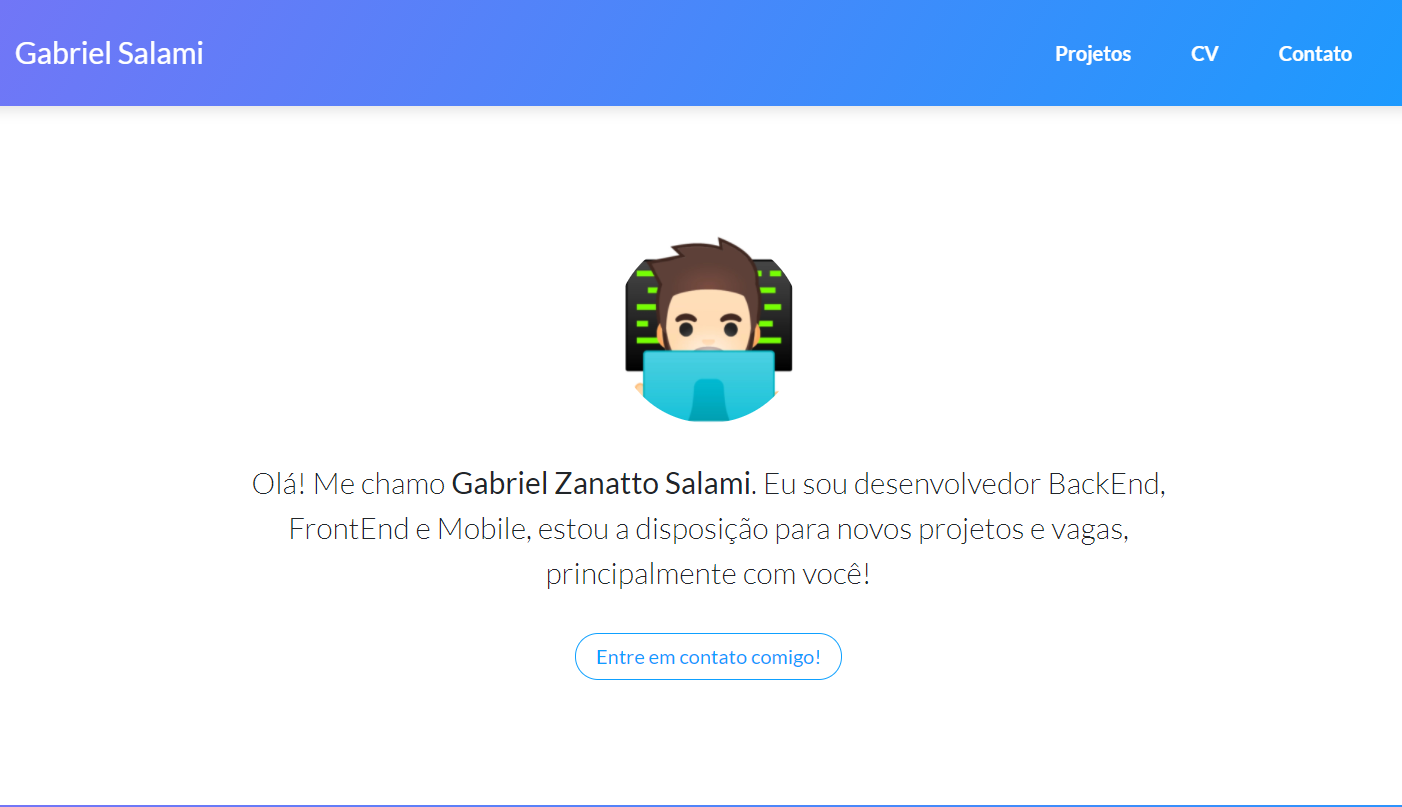 Gabriel Salami
Projetos
CV
Contato
Olá! Me chamo Gabriel Zanatto Salami. Eu sou desenvolvedor BackEnd,
FrontEnd e Mobile, estou a disposição para novos projetos e vagas,
principalmente com você!
Entre em contato comigo!